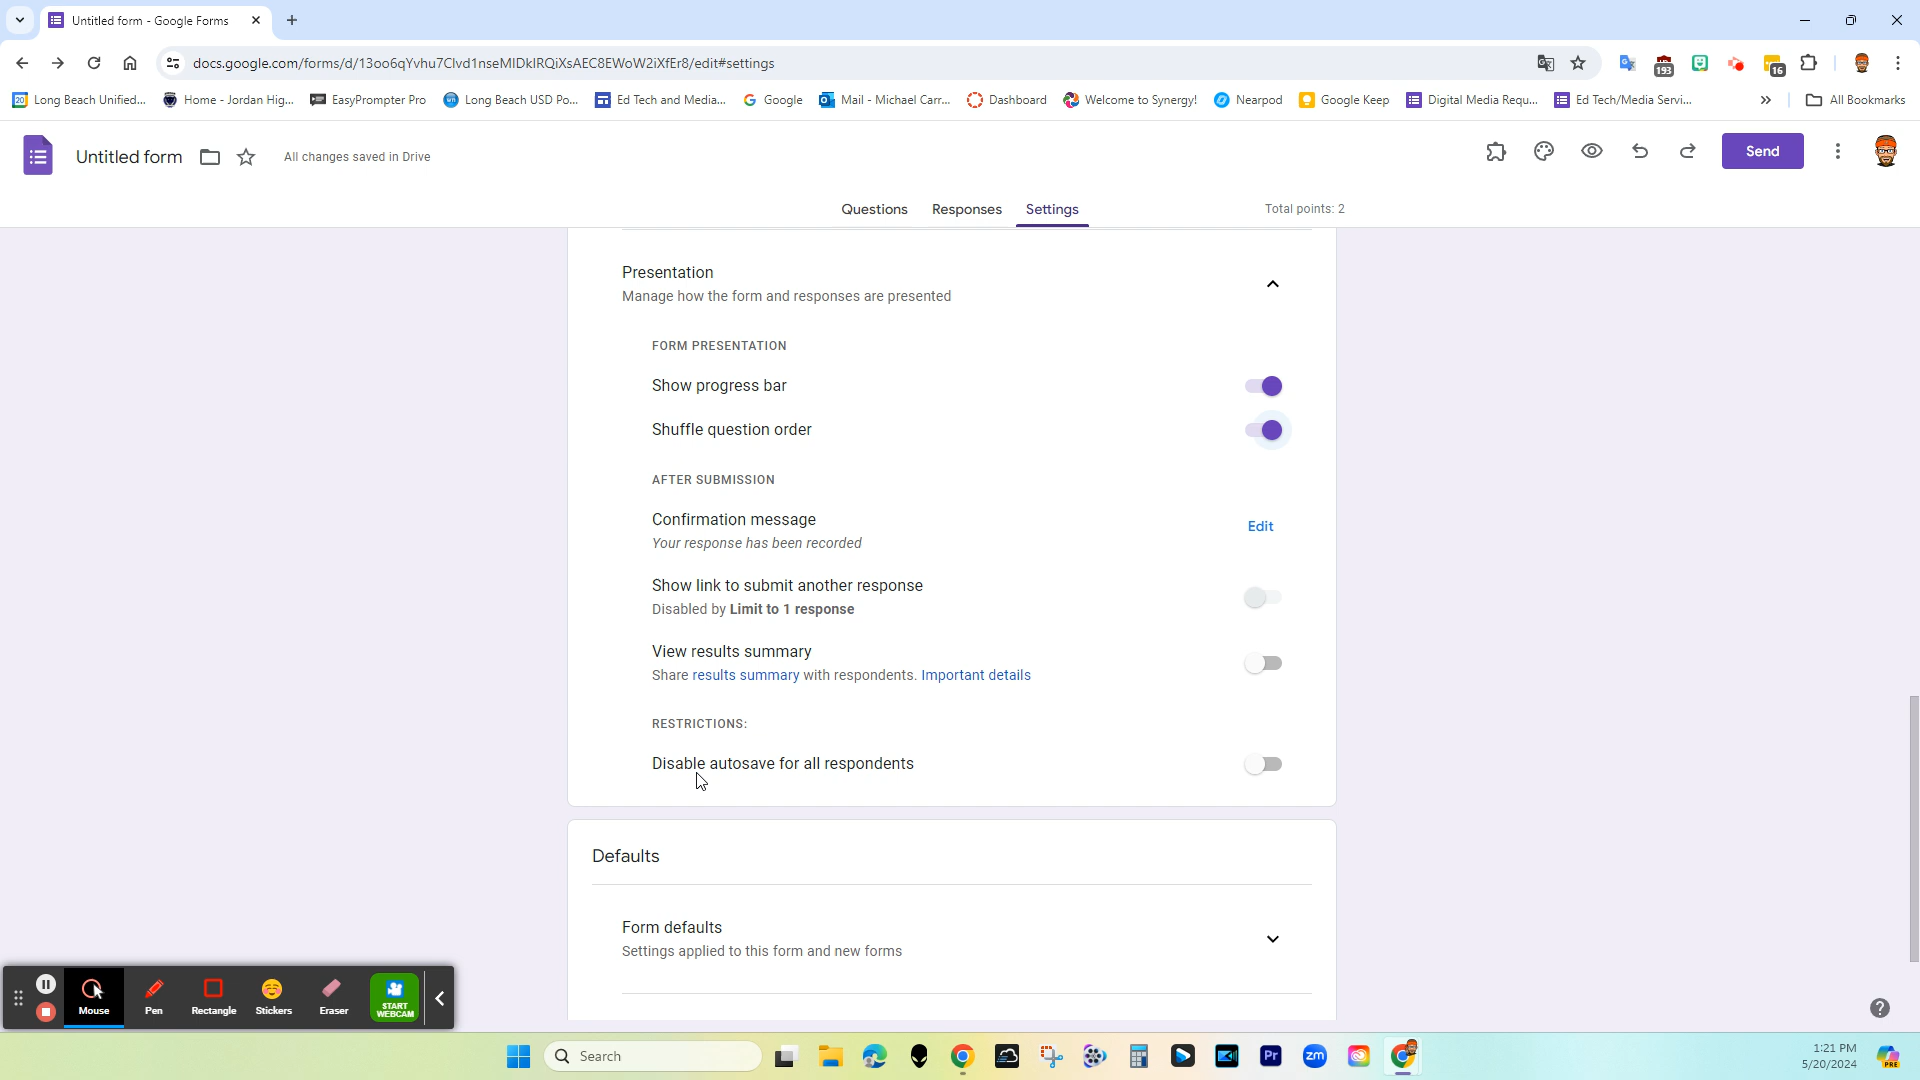 Untitled form - Google Forms
docs.google.com/forms/d/13oo6qYvhu7Clvd1nseMIDkIRQiXsAEC8EWoW2iXfEr8/edit#settings
193
16
20 Long Beach Unified...
Home - Jordan Hig...
EasyPrompter Pro
Long Beach USD Po...
Ed Tech and Media...
Google
Mail - Michael Carr...
Dashboard
Welcome to Synergy!
Nearpod
Google Keep
Digital Media Requ...
Ed Tech/Media Servi...
All Bookmarks
Untitled form
All changes saved in Drive
Send
Questions
Responses
Settings
Total points: 2
Presentation
Manage how the form and responses are presented
FORM PRESENTATION
Show progress bar
Shuffle question order
AFTER SUBMISSION
Confirmation message
Edit
Your response has been recorded
Show link to submit another response
Disabled by Limit to 1 response
View results summary
Share results summary with respondents. Important details
RESTRICTIONS:
Disable autosave for all respondents
Defaults
Form defaults
Settings applied to this form and new forms
Mouse
Pen
Rectangle
Stickers
Eraser
START
WEBCAM
Search
Pr
zm
1:21 PM
5/20/2024
PRE